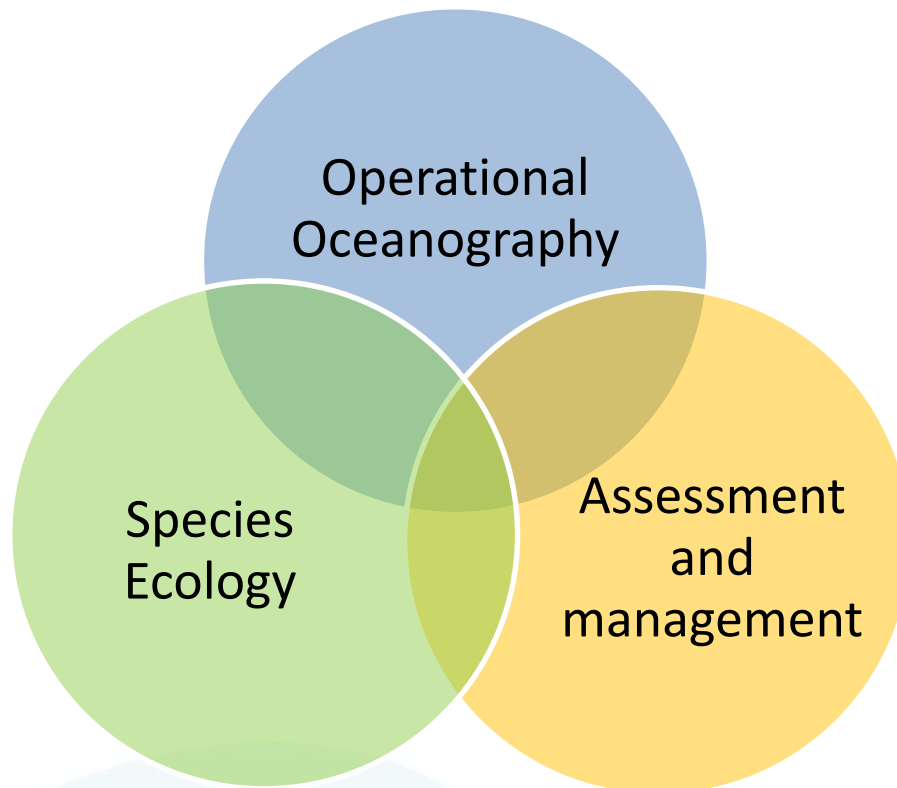 Operational
Oceanography
Species
Ecology
Assessment
and
management